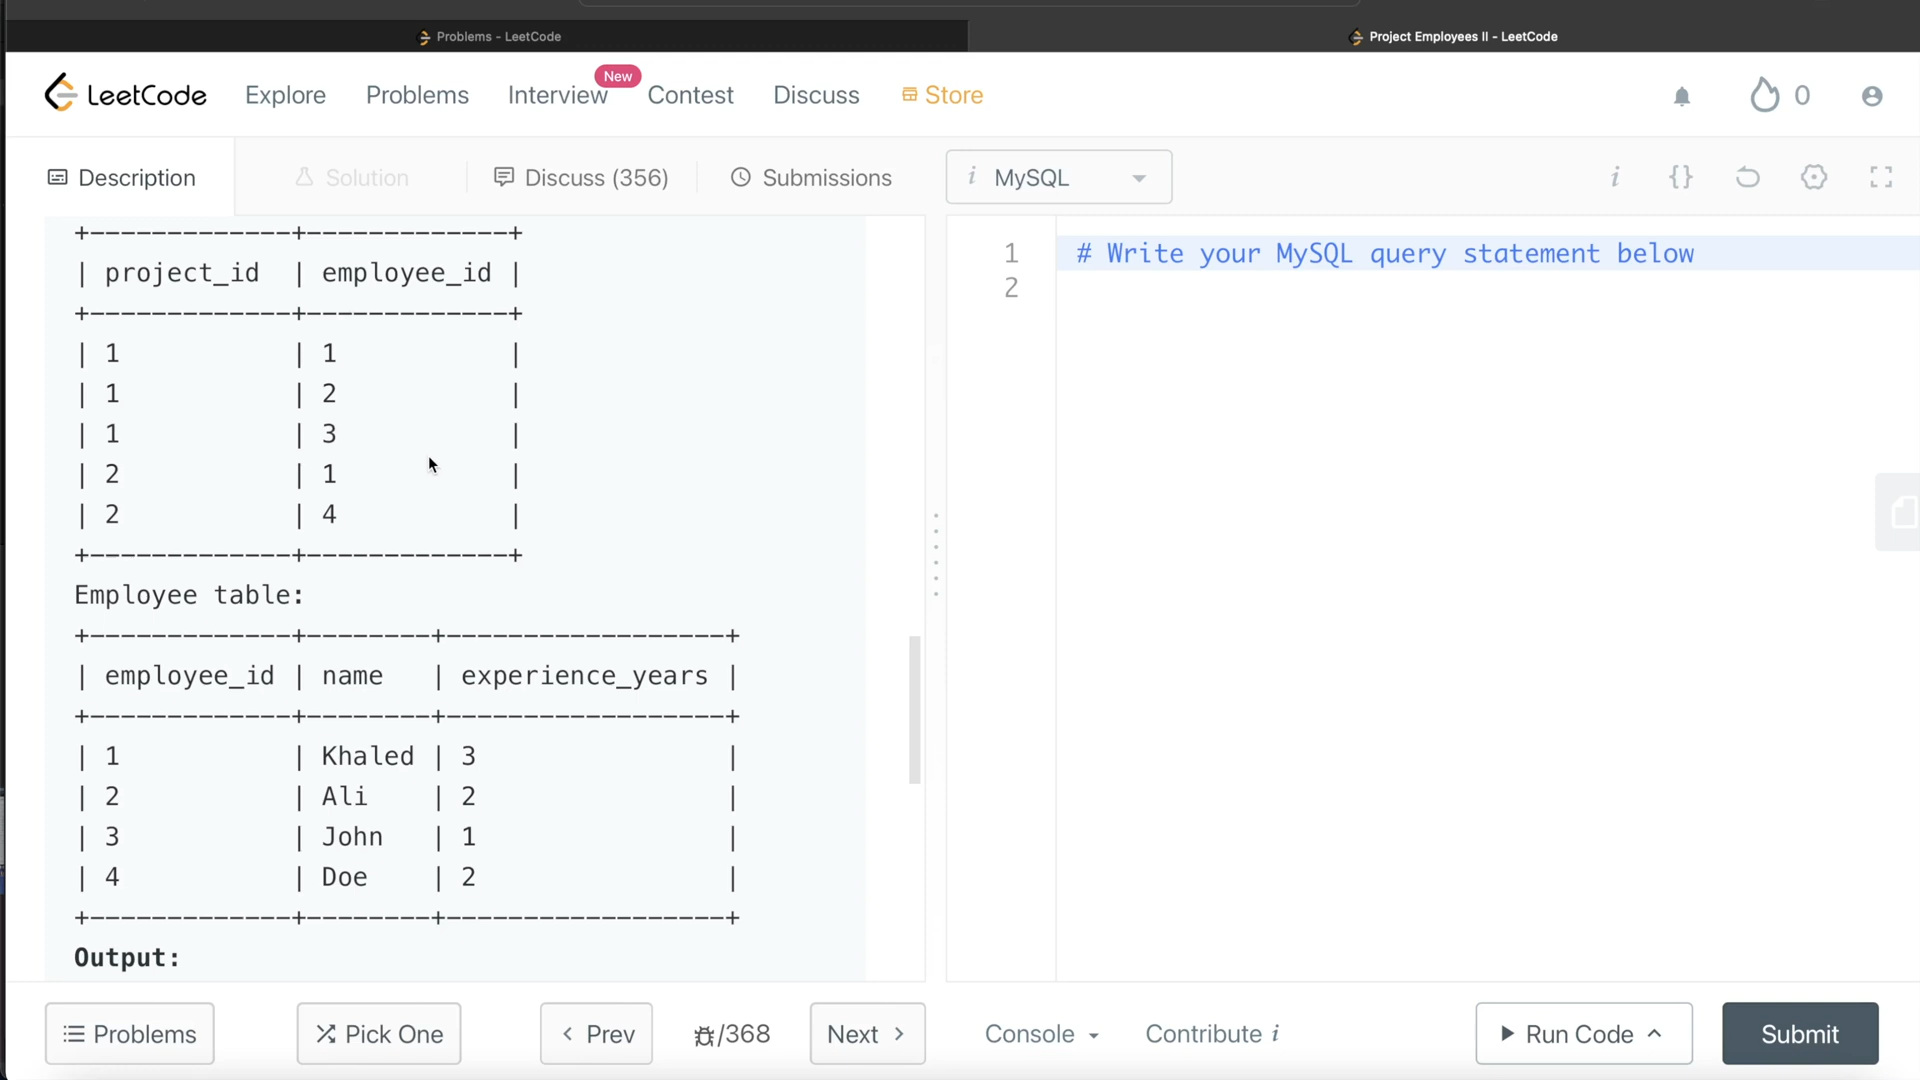 Problems - LeetCode
Project Employees II - LeetCode
LeetCode
Explore
Problems
Interview
New
Contest
Discuss
Store
0
Description
Solution
Discuss (356)
Submissions
i MySQL
i {}
+-------------+-------------+
| project_id  | employee_id |
+-------------+-------------+
| 1           | 1           |
| 1           | 2           |
| 1           | 3           |
| 2           | 1           |
| 2           | 4           |
+-------------+-------------+
Employee table:
+-------------+--------+------------------+
| employee_id | name   | experience_years |
+-------------+--------+------------------+
| 1           | Khaled | 3                |
| 2           | Ali    | 2                |
| 3           | John   | 1                |
| 4           | Doe    | 2                |
+-------------+--------+------------------+
Output:
1 # Write your MySQL query statement below
2
Problems
Pick One
< Prev
/368
Next >
Console
Contribute i
Run Code
Submit